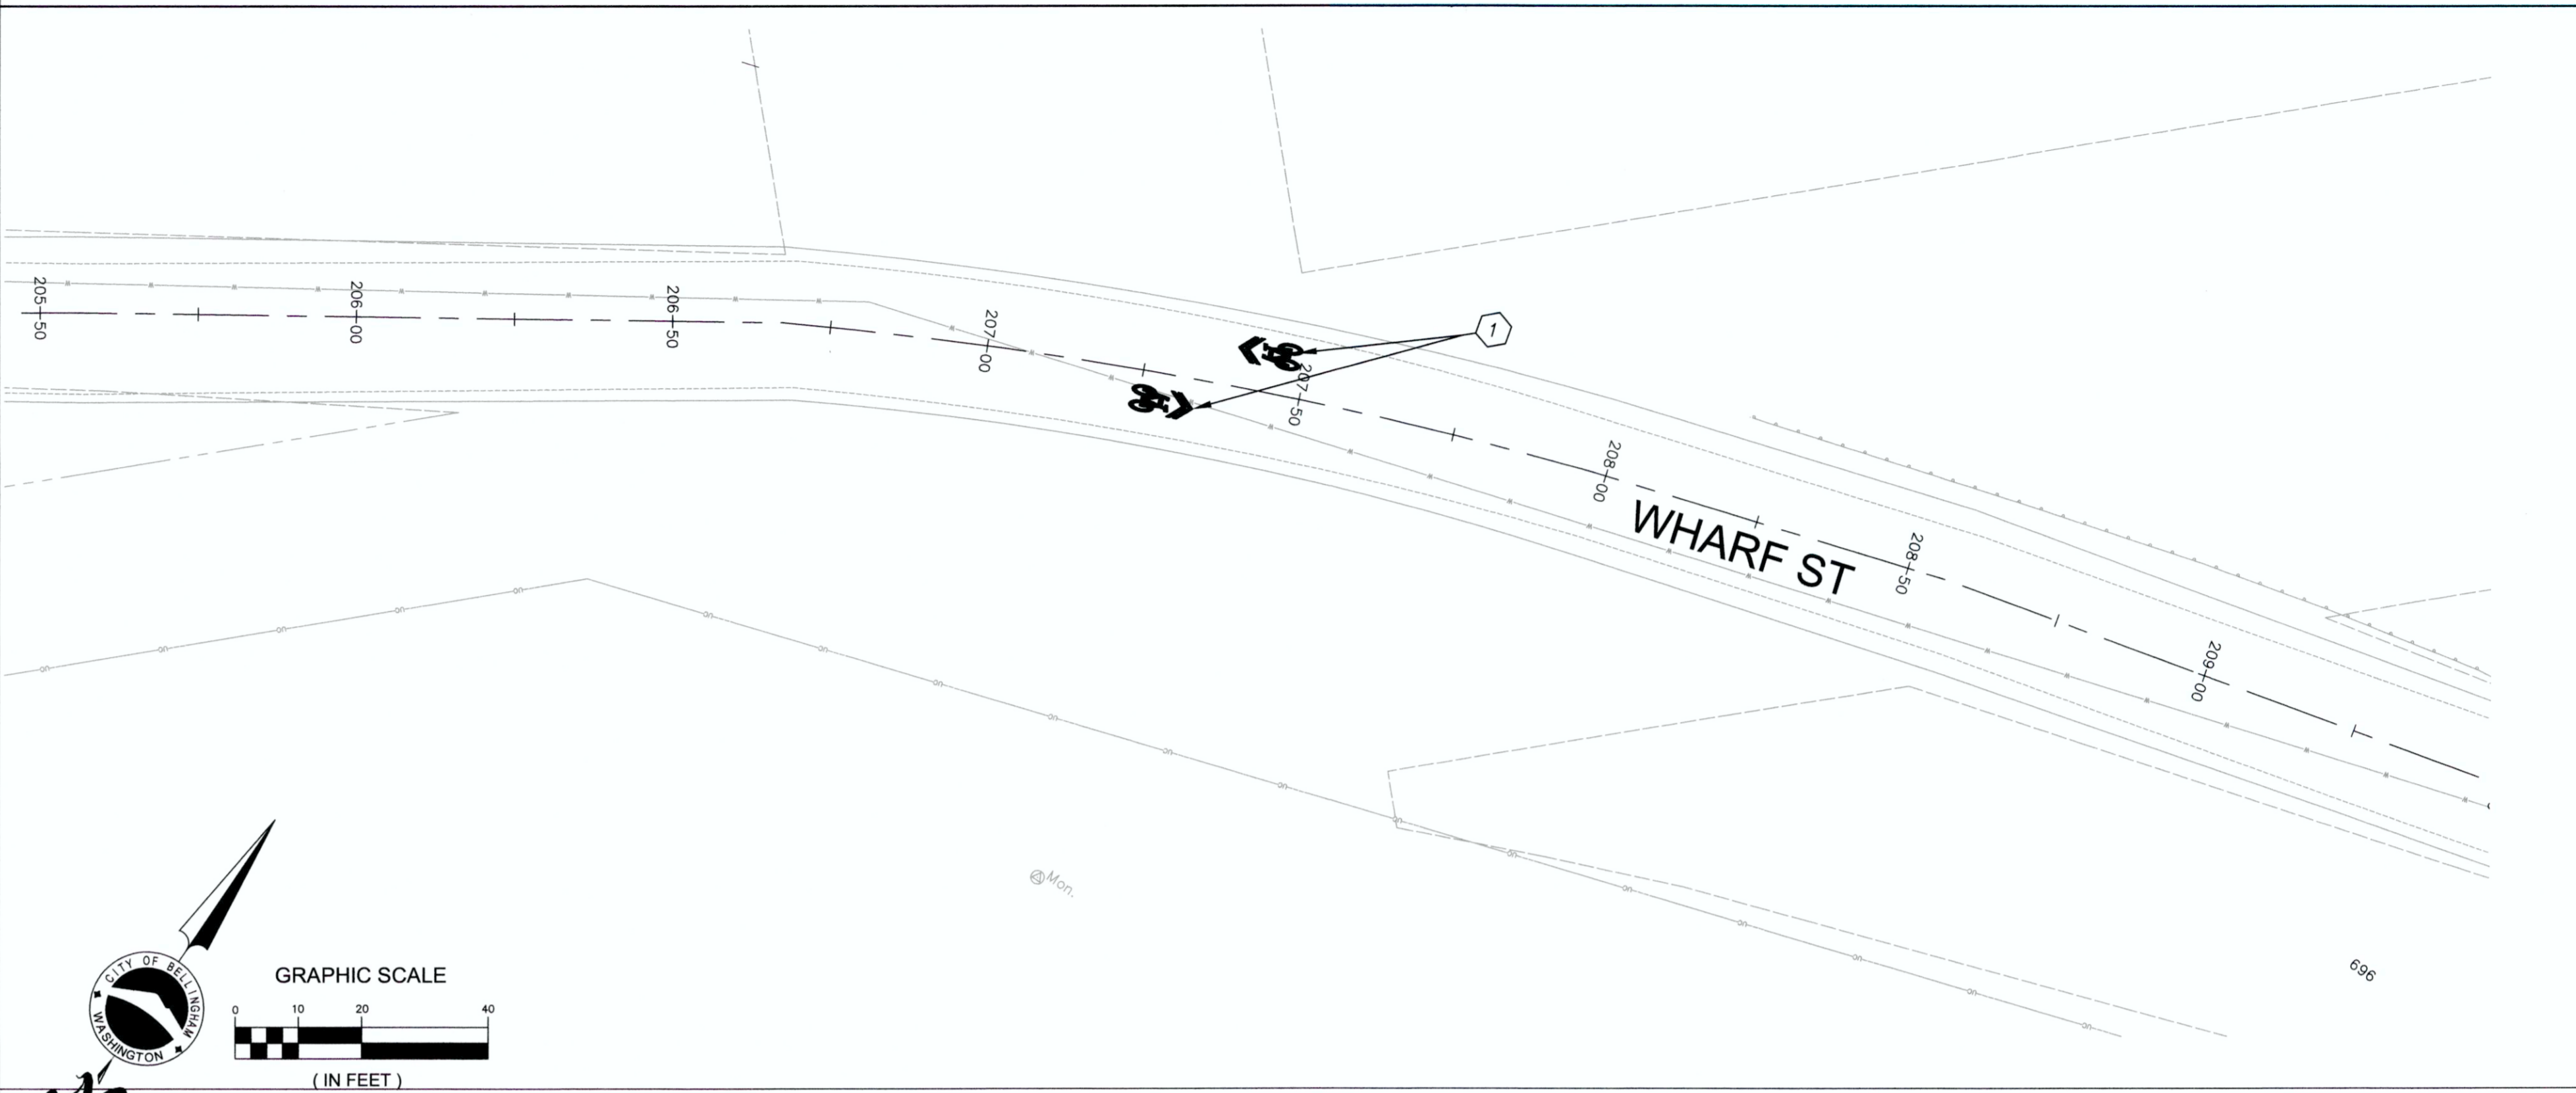 205+50
206+00
206+50
207+00
207+50
208+00
208+50
209+00
1
WHARF ST
Mon.
696
CITY OF BELLINGHAM
WASHINGTON
GRAPHIC SCALE
0 10 20 40
( IN FEET )